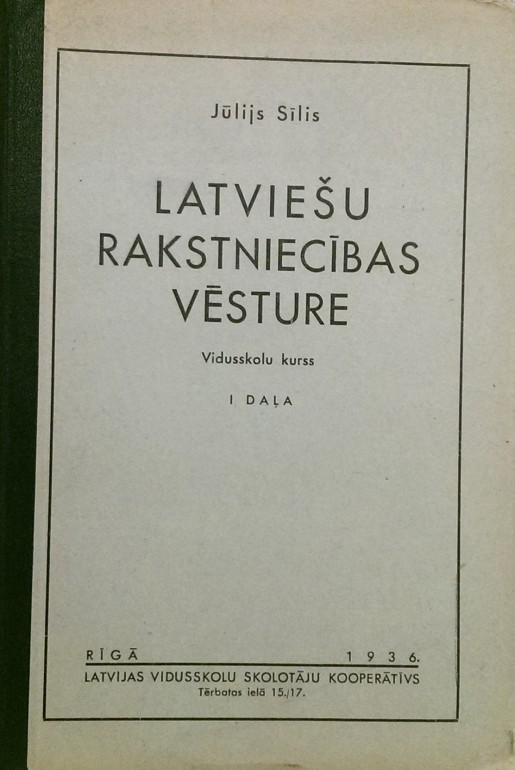 Jūlijs Sīlis
LATVIEŠU
RAKSTNIECĪBAS
VĒSTURE
Vidusskolu kurss
I DAĻA
RĪGĀ 1936.
LATVIJAS VIDUSSKOLU SKOLOTĀJU KOOPERĀTĪVS
Tērbatas ielā 15./17.